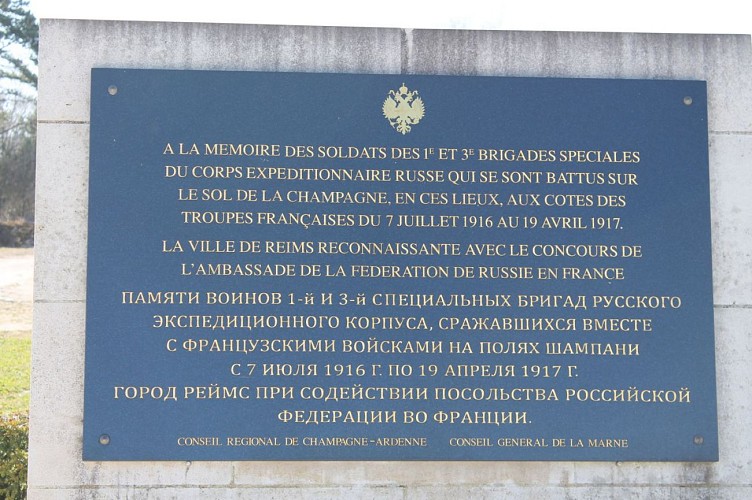 A LA MEMOIRE DES SOLDATS DES 1E ET 3E BRIGADES SPECIALES
DU CORPS EXPEDITIONNAIRE RUSSE QUI SE SONT BATTUS SUR
LE SOL DE LA CHAMPAGNE, EN CES LIEUX, AUX COTES DES
TROUPES FRANÇAISES DU 7 JUILLET 1916 AU 19 AVRIL 1917.
LA VILLE DE REIMS RECONNAISSANTE AVEC LE CONCOURS DE
L'AMBASSADE DE LA FEDERATION DE RUSSIE EN FRANCE
ПАМЯТИ ВОИНОВ 1-й И 3-й СПЕЦИАЛЬНЫХ БРИГАД РУССКОГО
ЭКСПЕДИЦИОННОГО КОРПУСА, СРАЖАВШИХСЯ ВМЕСТЕ
С ФРАНЦУЗСКИМИ ВОЙСКАМИ НА ПОЛЯХ ШАМПАНИ
С 7 ИЮЛЯ 1916 Г. ПО 19 АПРЕЛЯ 1917 Г.
ГОРОД РЕЙМС ПРИ СОДЕЙСТВИИ ПОСОЛЬСТВА РОССИЙСКОЙ
ФЕДЕРАЦИИ ВО ФРАНЦИИ.
CONSEIL REGIONAL DE CHAMPAGNE-ARDENNE CONSEIL GENERAL DE LA MARNE